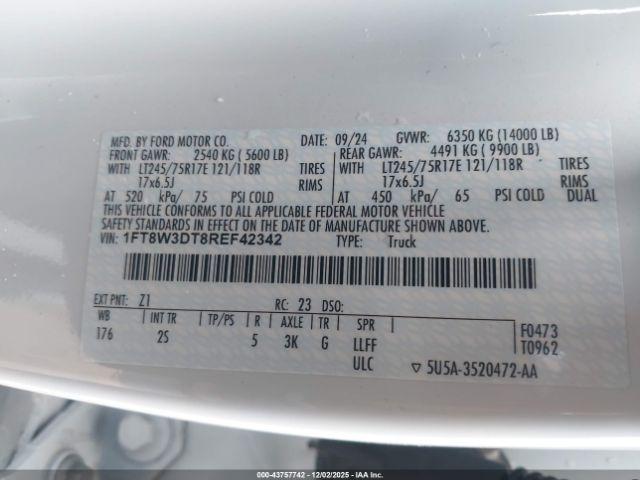 MFD. BY FORD MOTOR CO. DATE: 09/24 GVWR: 6350 KG (14000 LB)
FRONT GAWR: 2540 KG (5600 LB) REAR GAWR: 4491 KG (9900 LB)
WITH LT245/75R17E 121/118R TIRES WITH LT245/75R17E 121/118R TIRES
17x6.5J RIMS 17x6.5J RIMS
AT 520 kPa/ 75 PSI COLD AT 450 kPa/ 65 PSI COLD DUAL
THIS VEHICLE CONFORMS TO ALL APPLICABLE FEDERAL MOTOR VEHICLE
SAFETY STANDARDS IN EFFECT ON THE DATE OF MANUFACTURE SHOWN ABOVE.
VIN: 1FT8W3DT8REF42342 TYPE: Truck
EXT PNT: Z1 RC: 23 DSO:
WB INT TR TP/PS R AXLE TR SPR F0473
176 2S 5 3K G LLFF T0962
ULC 5U5A-3520472-AA
000-43757742 - 12/02/2025 - IAA Inc.